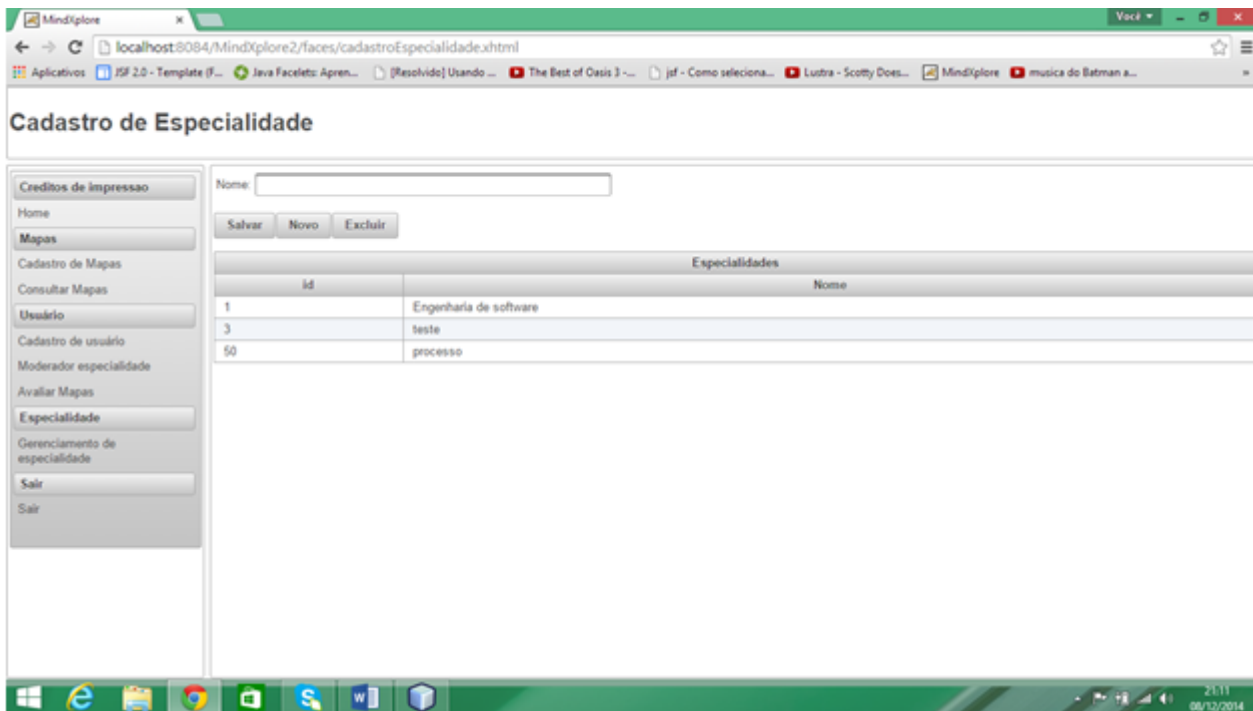 MindXplore
Você
localhost:8084/MindXplore2/faces/cadastroEspecialidade.xhtml
Aplicativos JSF 2.0 - Template (F... Java Facelets: Apren... [Resolvido] Usando ... The Best of Oasis 3 -... jsf - Como seleciona... Lustra - Scotty Does... MindXplore musica do Batman a... »
Cadastro de Especialidade
Creditos de impressao
Home
Mapas
Cadastro de Mapas
Consultar Mapas
Usuário
Cadastro de usuário
Moderador especialidade
Avaliar Mapas
Especialidade
Gerenciamento de
especialidade
Sair
Sair
Nome:
Salvar Novo Excluir
Especialidades
id Nome
1 Engenharia de software
3 teste
50 processo
21:11
08/12/2014